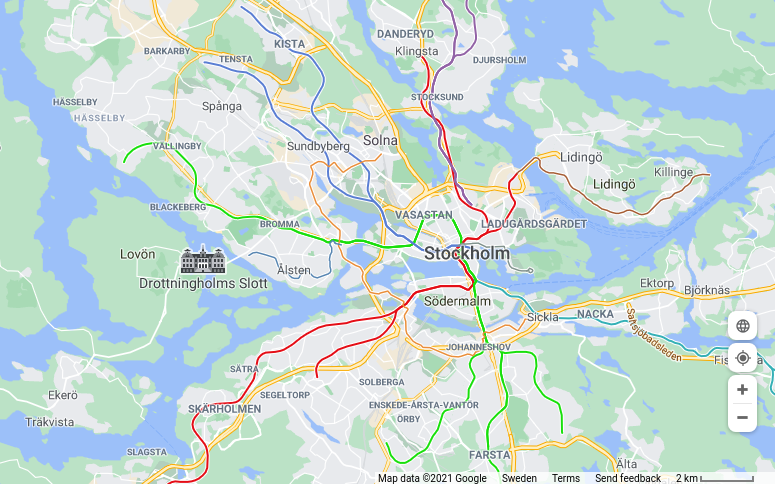 DANDERYD
KISTA
BARKARBY
Klingsta
TENSTA
DJURSHOLM
HÄSSELBY
Spånga
STOCKSUND
HÄSSELBY
Solna
VÄLLINGBY
Sundbyberg
Lidingö
Killinge
Lidingö
BLACKEBERG
VASASTAN
BROMMA
LADUGÅRDSGÄRDET
Lovön
Stockholm
Ålsten
Drottningholms Slott
Ektorp
Björknäs
Södermalm
Sickla
NACKA
Saltsjöbadsleden
JOHANNESHOV
SÄTRA
SOLBERGA
Ekerö
SEGELTORP
SKÄRHOLMEN
ENSKEDE-ÅRSTA-VANTÖR
Träkvista
ÖRBY
SLAGSTA
FARSTA
Älta
Map data ©2021 Google Sweden Terms Send feedback 2 km